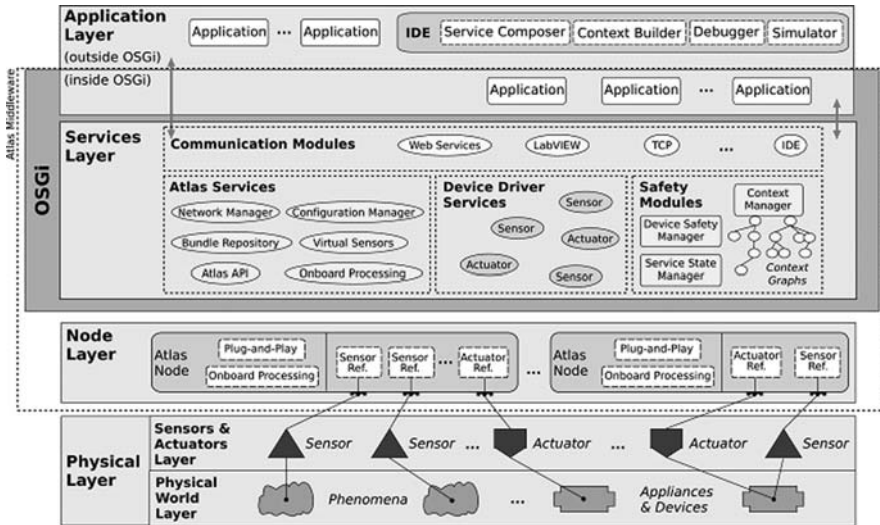 Application Layer
(outside OSGi)
(inside OSGi)
Application ... Application
IDE Service Composer Context Builder Debugger Simulator
Application Application ... Application
Atlas Middleware
OSGi
Services Layer
Communication Modules Web Services LabVIEW TCP ... IDE
Atlas Services
Network Manager Configuration Manager
Bundle Repository Virtual Sensors
Atlas API Onboard Processing
Device Driver Services
Sensor
Sensor
Actuator
Actuator
Sensor
Safety Modules
Context Manager
Device Safety Manager
Service State Manager
Context Graphs
Node Layer
Atlas Node
Plug-and-Play
Onboard Processing
Sensor Ref. Sensor Ref. ... Actuator Ref.
...
Atlas Node
Plug-and-Play
Onboard Processing
Actuator Ref. Sensor Ref.
Physical Layer
Sensors & Actuators Layer
Sensor Sensor ... Actuator ... Actuator Sensor
Physical World Layer
Phenomena ... Appliances & Devices